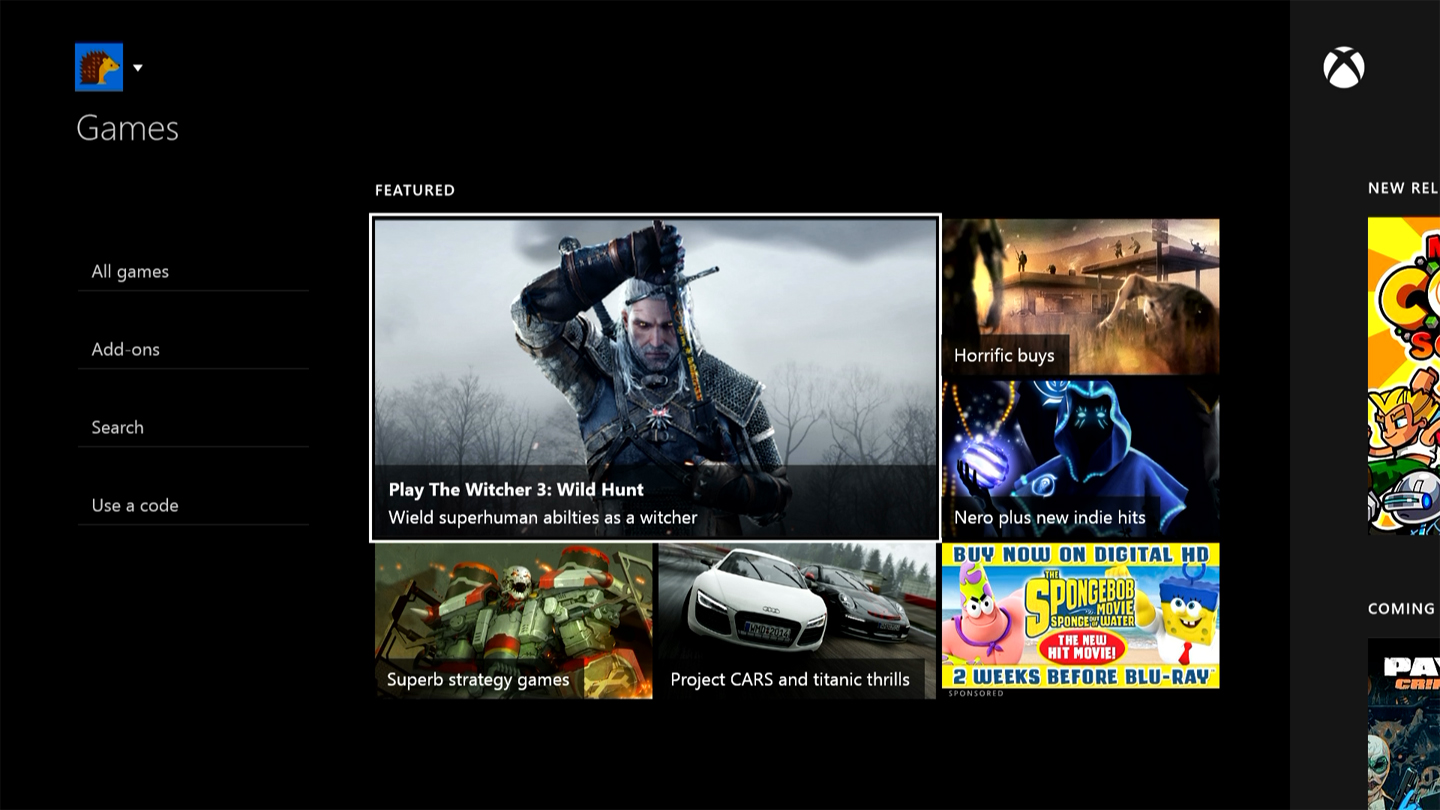 Games
All games
Add-ons
Search
Use a code
FEATURED
Play The Witcher 3: Wild Hunt
Wield superhuman abilties as a witcher
Horrific buys
Nero plus new indie hits
Superb strategy games
Project CARS and titanic thrills
BUY NOW ON DIGITAL HD
THE
SPONGEBOB
MOVIE
SPONGE OUT OF WATER
THE NEW
HIT MOVIE!
2 WEEKS BEFORE BLU-RAY™
SPONSORED
NEW REL
COMING
PAY
CRI